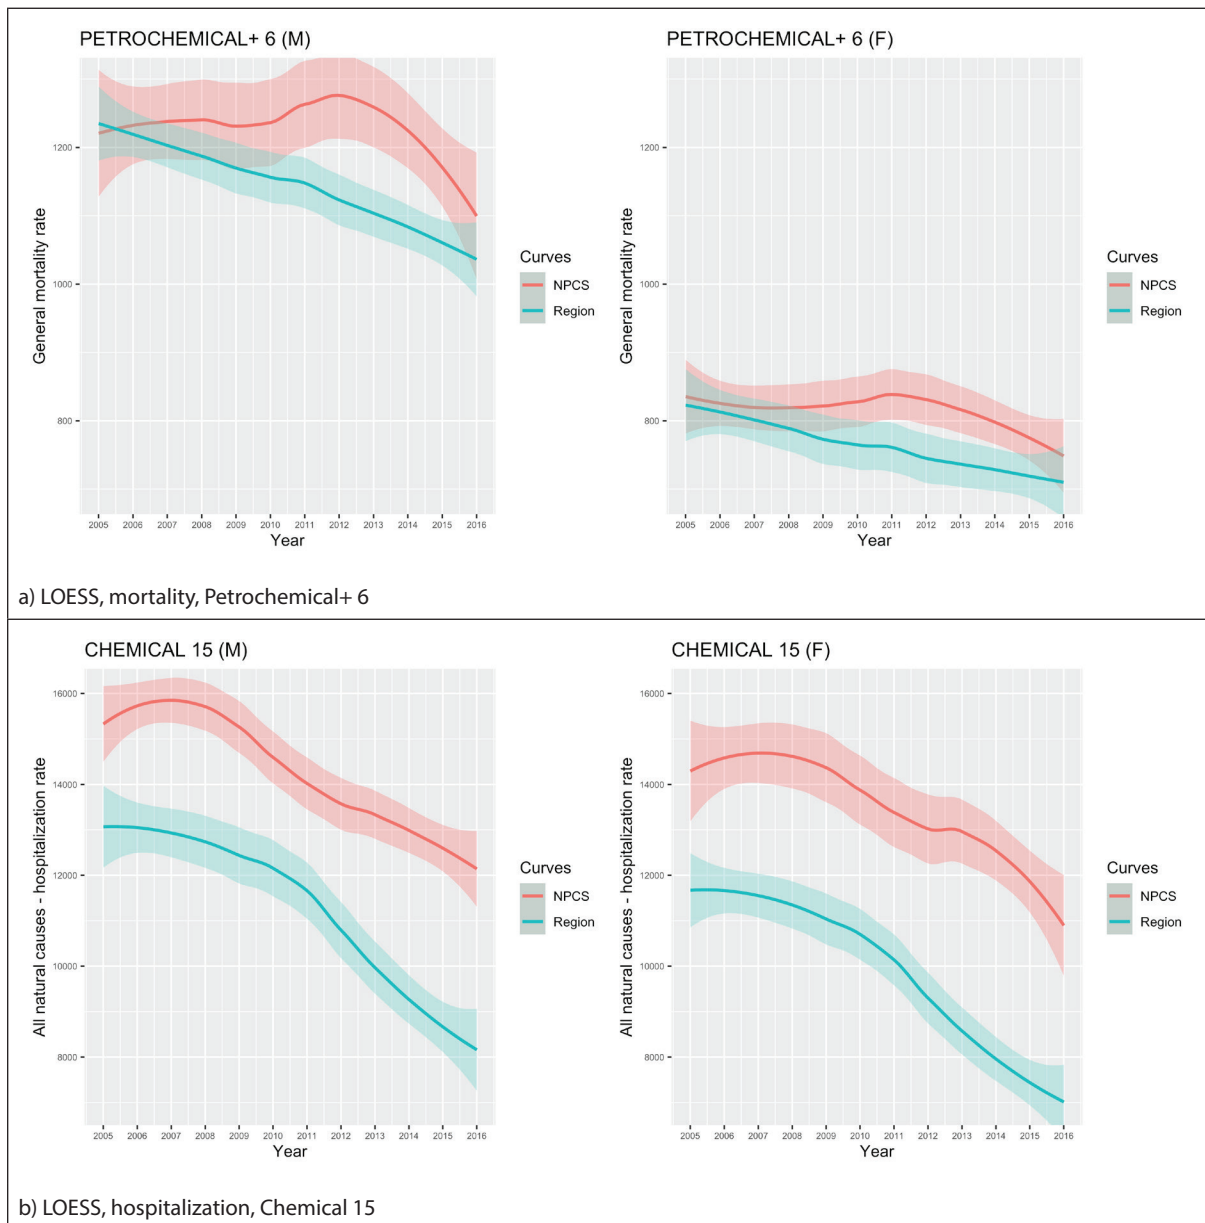 PETROCHEMICAL+ 6 (M)
General mortality rate
1200
1000
800
2005 2006 2007 2008 2009 2010 2011 2012 2013 2014 2015 2016
Year
Curves
NPCS
Region
PETROCHEMICAL+ 6 (F)
General mortality rate
1200
1000
800
2005 2006 2007 2008 2009 2010 2011 2012 2013 2014 2015 2016
Year
Curves
NPCS
Region
a) LOESS, mortality, Petrochemical+ 6
CHEMICAL 15 (M)
All natural causes - hospitalization rate
16000
14000
12000
10000
8000
2005 2006 2007 2008 2009 2010 2011 2012 2013 2014 2015 2016
Year
Curves
NPCS
Region
CHEMICAL 15 (F)
All natural causes - hospitalization rate
16000
14000
12000
10000
8000
2005 2006 2007 2008 2009 2010 2011 2012 2013 2014 2015 2016
Year
Curves
NPCS
Region
b) LOESS, hospitalization, Chemical 15